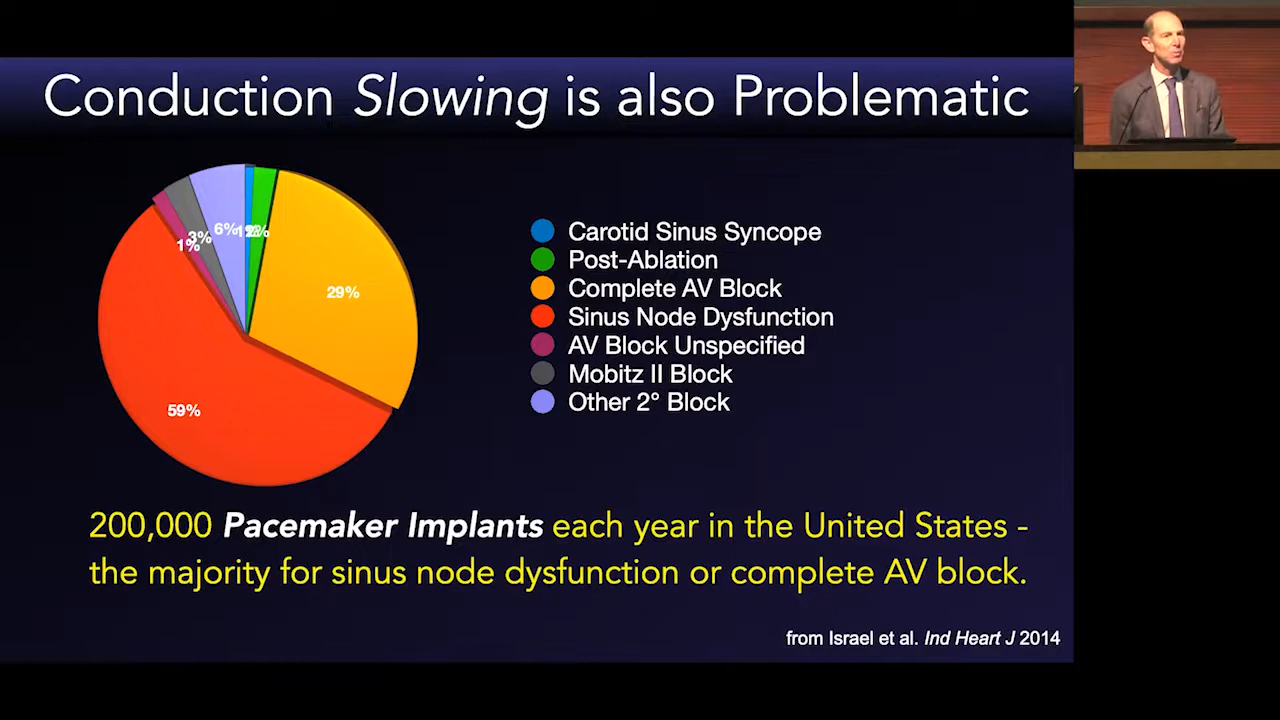 Conduction Slowing is also Problematic
1%
3%
6%
29%
59%
Carotid Sinus Syncope
Post-Ablation
Complete AV Block
Sinus Node Dysfunction
AV Block Unspecified
Mobitz II Block
Other 2° Block
200,000 Pacemaker Implants each year in the United States -
the majority for sinus node dysfunction or complete AV block.
from Israel et al. Ind Heart J 2014